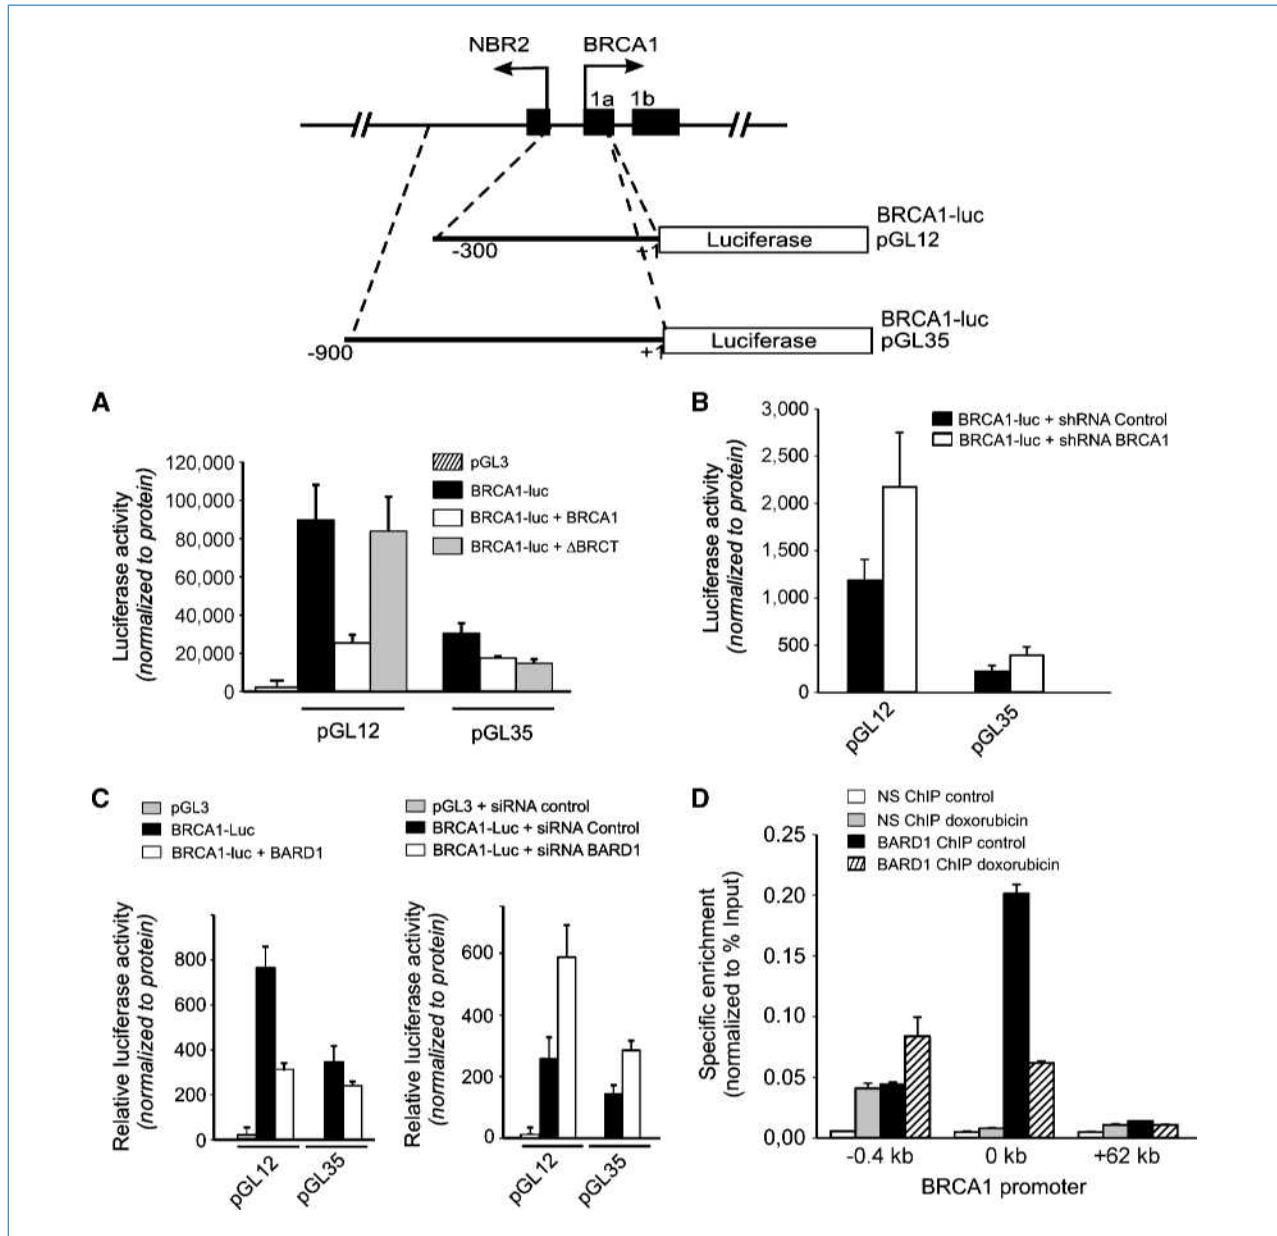 NBR2 BRCA1
1a 1b
BRCA1-luc
-300 +1 Luciferase pGL12
BRCA1-luc
-900 +1 Luciferase pGL35
A
Luciferase activity
(normalized to protein)
120,000
100,000
80,000
60,000
40,000
20,000
0
pGL3
BRCA1-luc
BRCA1-luc + BRCA1
BRCA1-luc + ΔBRCT
pGL12 pGL35
B
Luciferase activity
(normalized to protein)
3,000
2,500
2,000
1,500
1,000
500
0
BRCA1-luc + shRNA Control
BRCA1-luc + shRNA BRCA1
pGL12 pGL35
C
pGL3
BRCA1-Luc
BRCA1-luc + BARD1
Relative luciferase activity
(normalized to protein)
800
600
400
200
0
pGL12 pGL35
pGL3 + siRNA control
BRCA1-Luc + siRNA Control
BRCA1-Luc + siRNA BARD1
Relative luciferase activity
(normalized to protein)
600
400
200
0
pGL12 pGL35
D
NS ChIP control
NS ChIP doxorubicin
BARD1 ChIP control
BARD1 ChIP doxorubicin
Specific enrichment
(normalized to % Input)
0.25
0.20
0.15
0.10
0.05
0,00
-0.4 kb 0 kb +62 kb
BRCA1 promoter